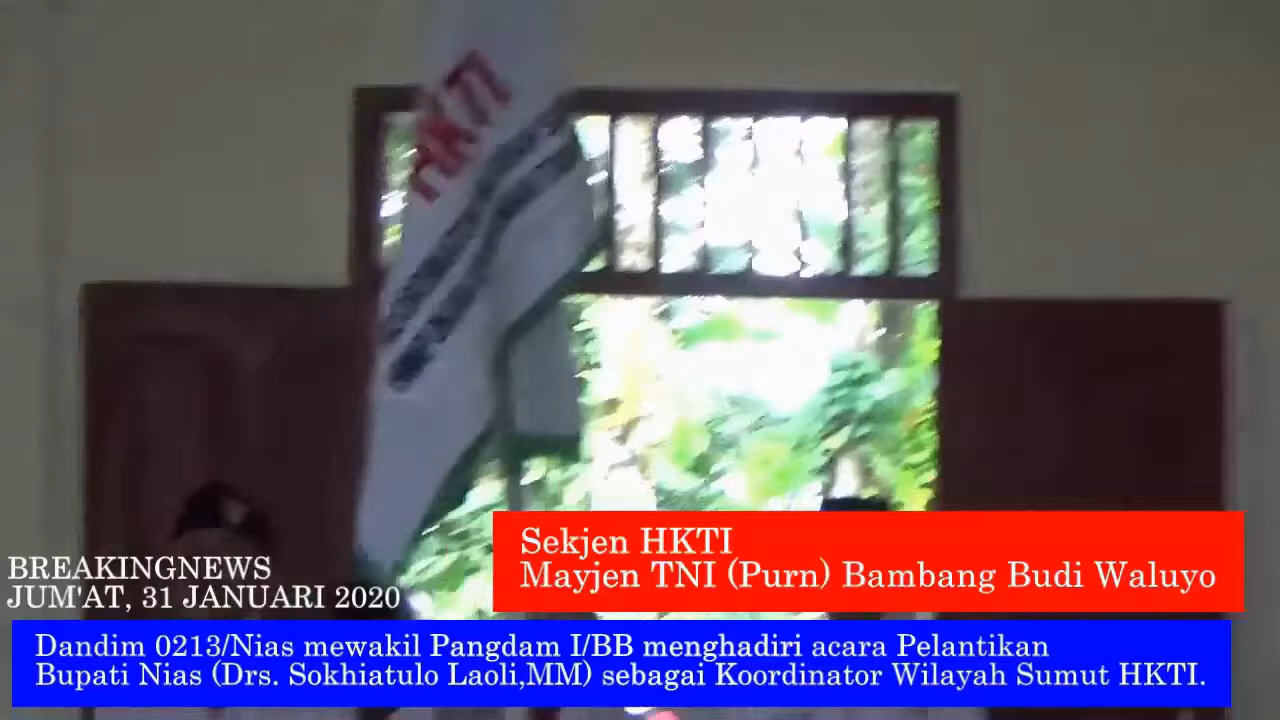 HKTI
Sekjen HKTI
Mayjen TNI (Purn) Bambang Budi Waluyo
BREAKINGNEWS
JUM'AT, 31 JANUARI 2020
Dandim 0213/Nias mewakil Pangdam I/BB menghadiri acara Pelantikan
Bupati Nias (Drs. Sokhiatulo Laoli,MM) sebagai Koordinator Wilayah Sumut HKTI.